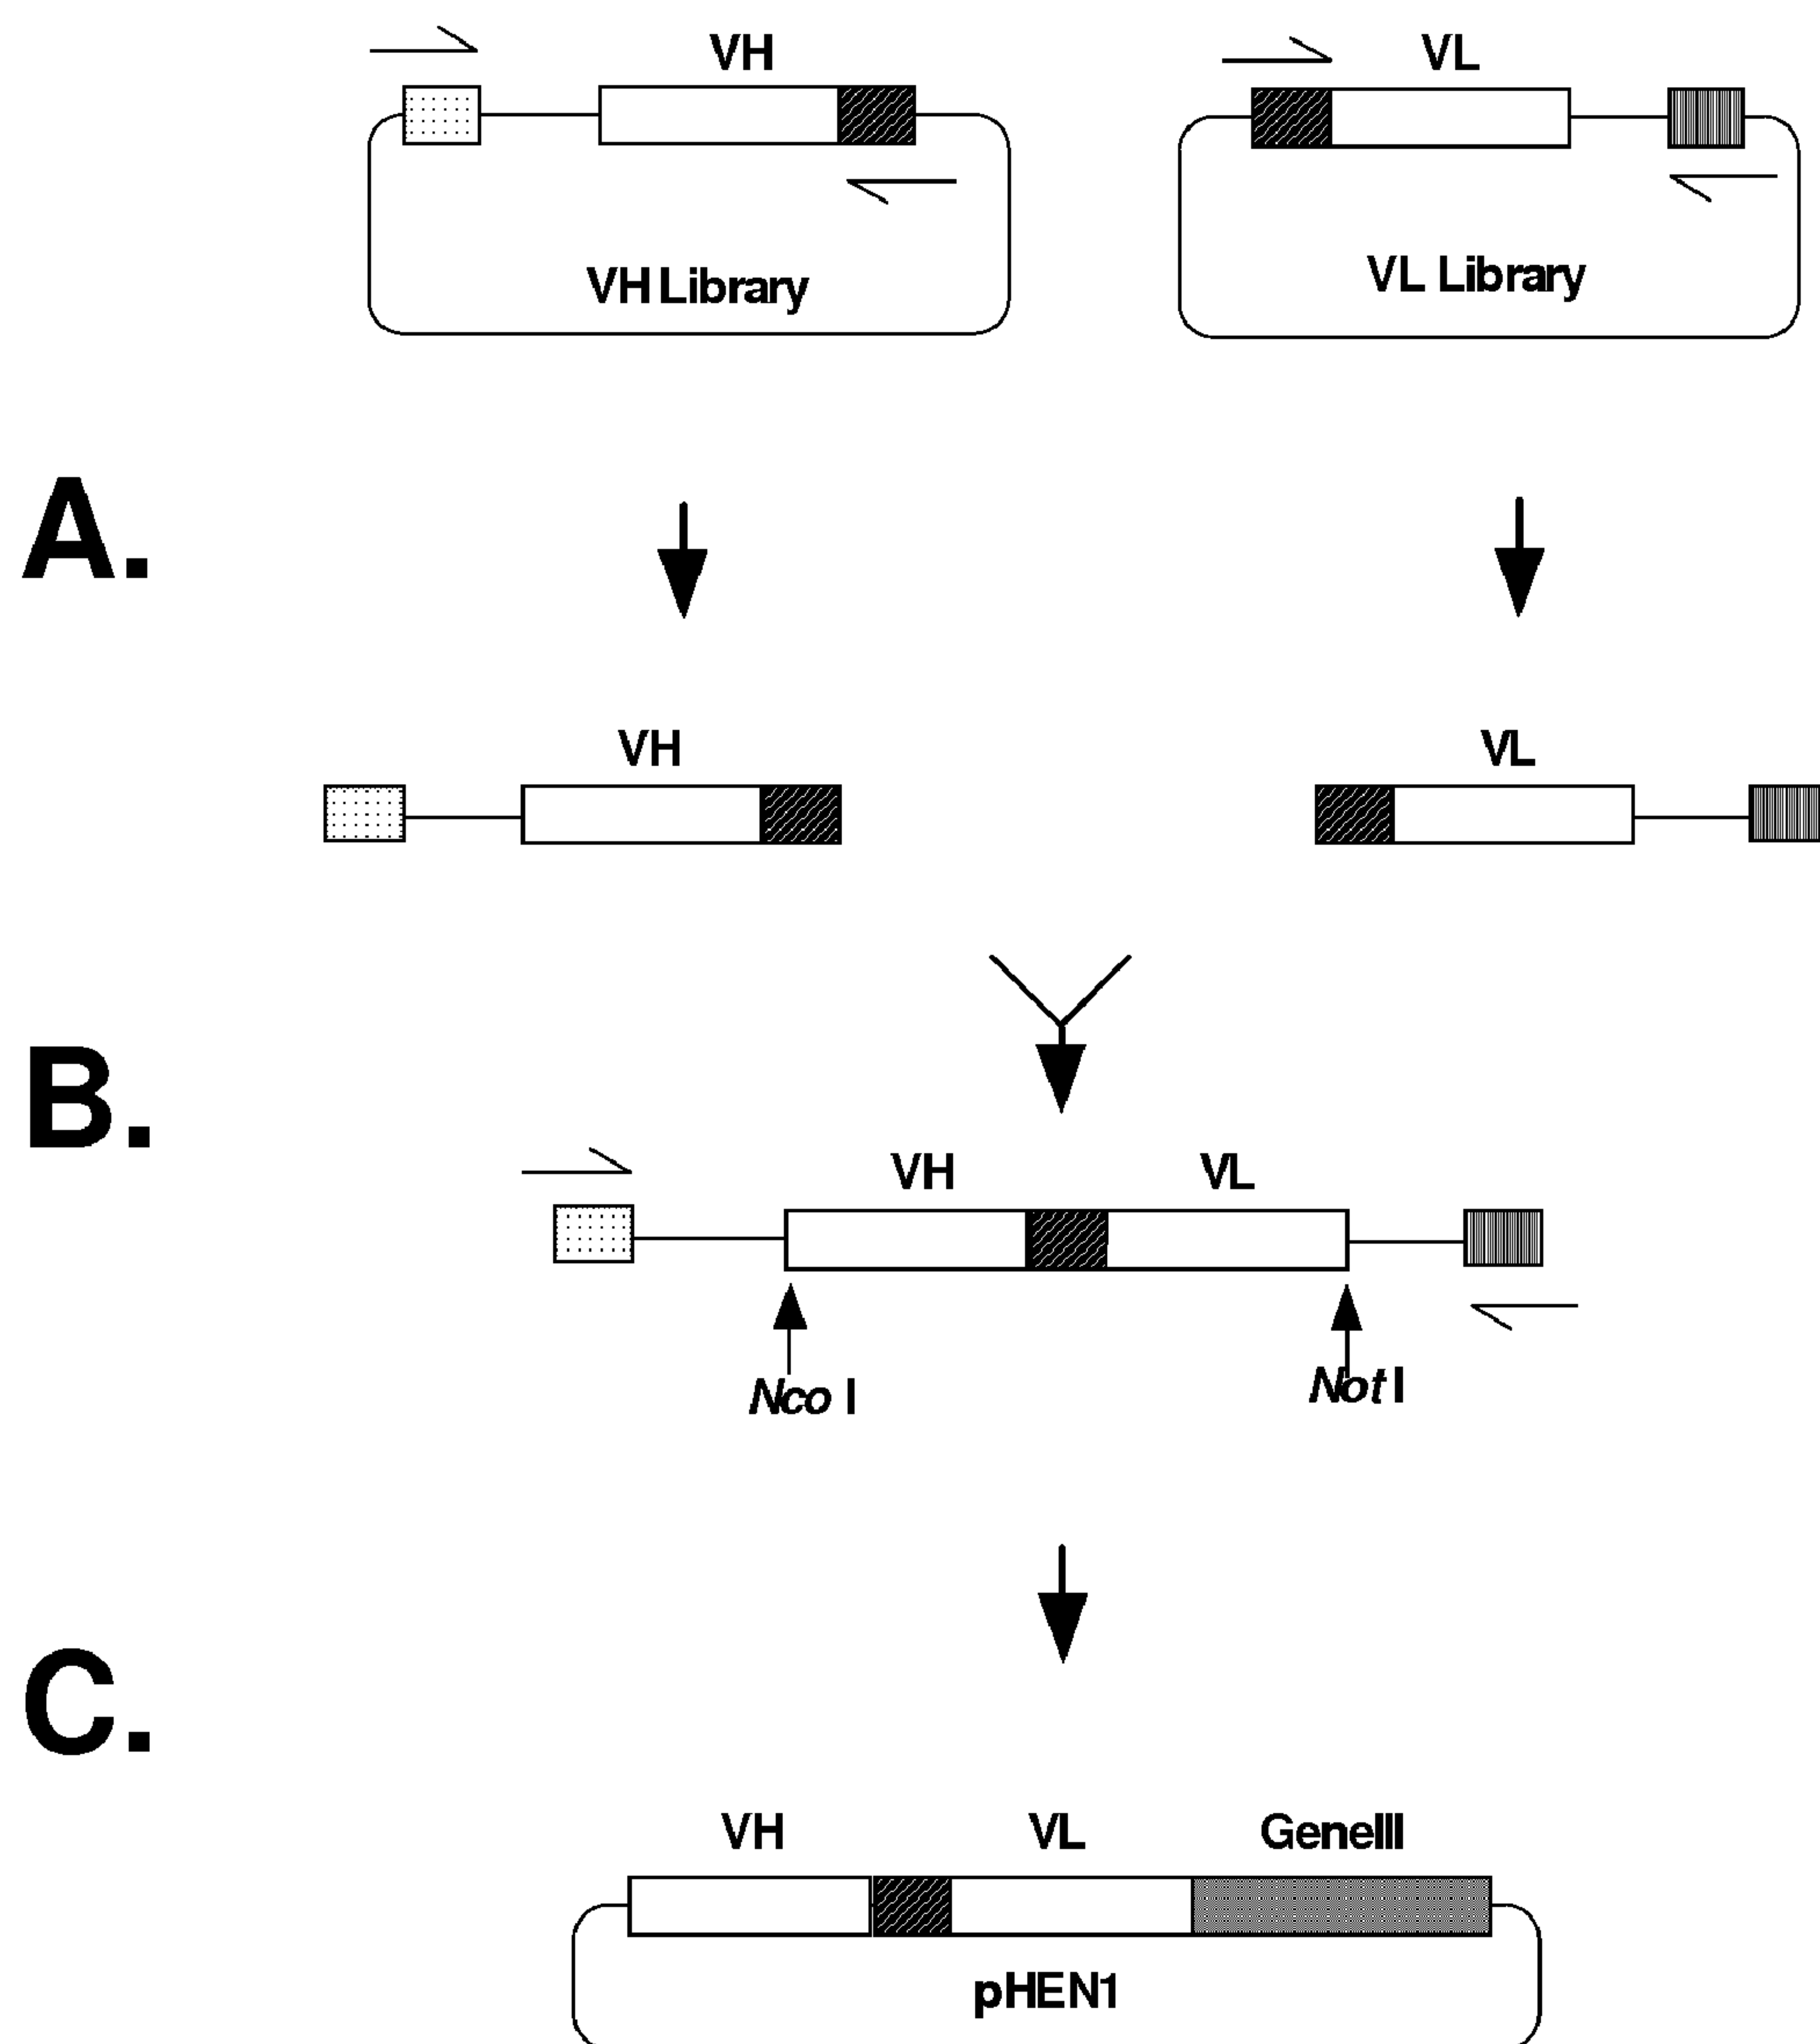 VH
VL
VH Library
VL Library
A.
VH
VL
B.
VH
VL
Nco I
Not I
C.
VH
VL
GeneIII
pHEN1